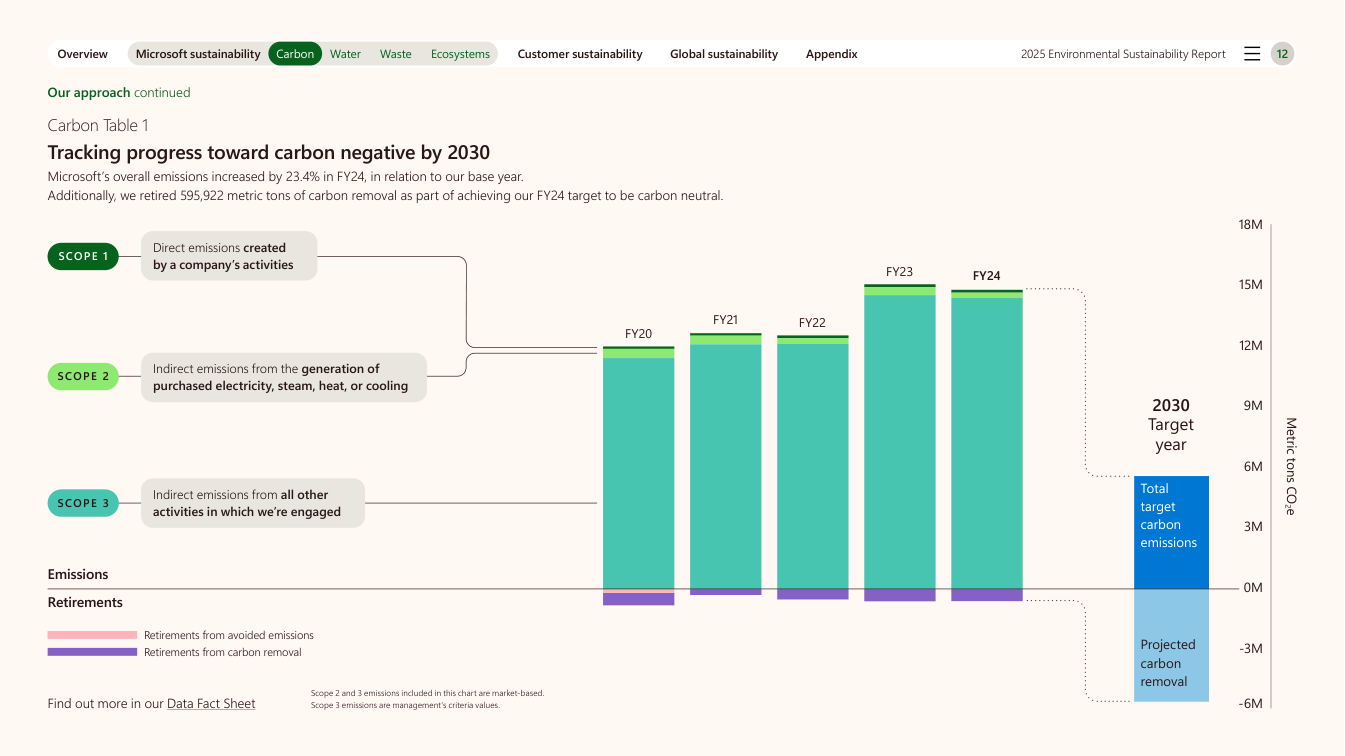 Overview Microsoft sustainability Carbon Water Waste Ecosystems Customer sustainability Global sustainability Appendix 2025 Environmental Sustainability Report 12
Our approach continued
Carbon Table 1
Tracking progress toward carbon negative by 2030
Microsoft's overall emissions increased by 23.4% in FY24, in relation to our base year.
Additionally, we retired 595,922 metric tons of carbon removal as part of achieving our FY24 target to be carbon neutral.
SCOPE 1
Direct emissions created
by a company's activities
SCOPE 2
Indirect emissions from the generation of
purchased electricity, steam, heat, or cooling
SCOPE 3
Indirect emissions from all other
activities in which we're engaged
Emissions
Retirements
Retirements from avoided emissions
Retirements from carbon removal
FY20
FY21
FY22
FY23
FY24
2030
Target
year
Total
target
carbon
emissions
Projected
carbon
removal
18M
15M
12M
9M
6M
3M
0M
-3M
-6M
Metric tons CO₂e
Find out more in our Data Fact Sheet
Scope 2 and 3 emissions included in this chart are market-based.
Scope 3 emissions are management's criteria values.